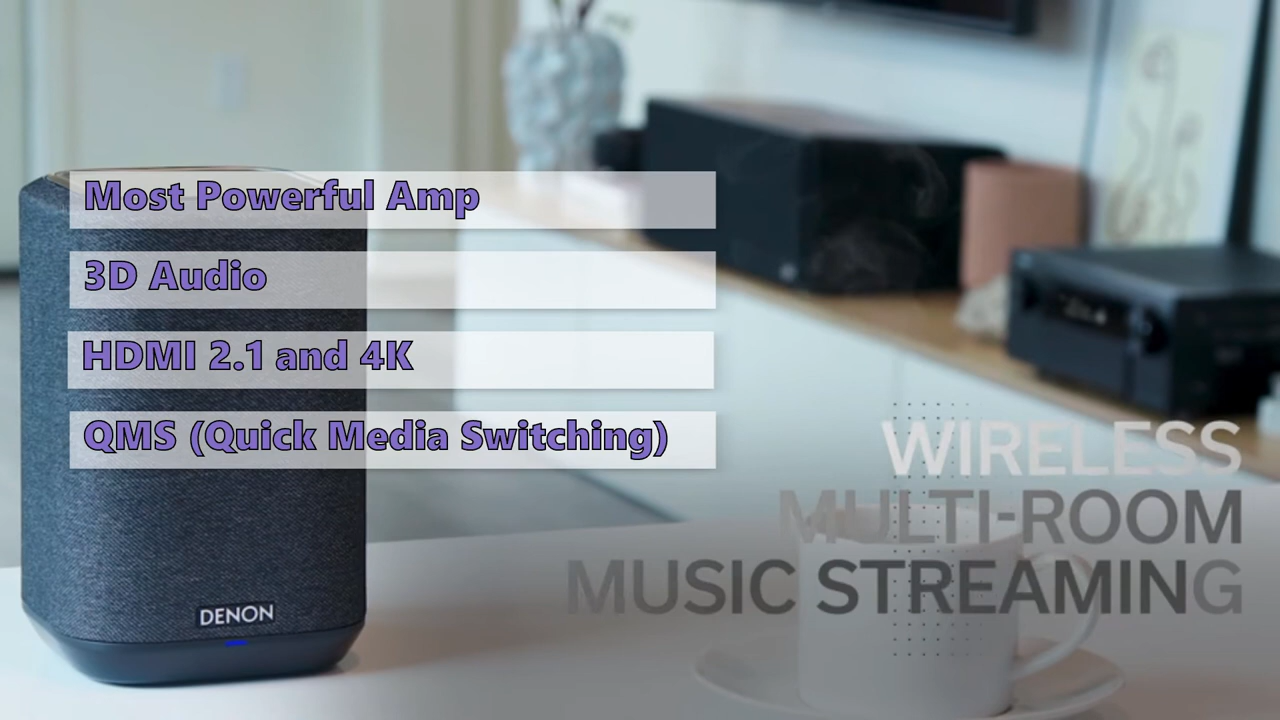 Most Powerful Amp
3D Audio
HDMI 2.1 and 4K
QMS (Quick Media Switching)
WIRELESS
MULTI-ROOM
MUSIC STREAMING
DENON